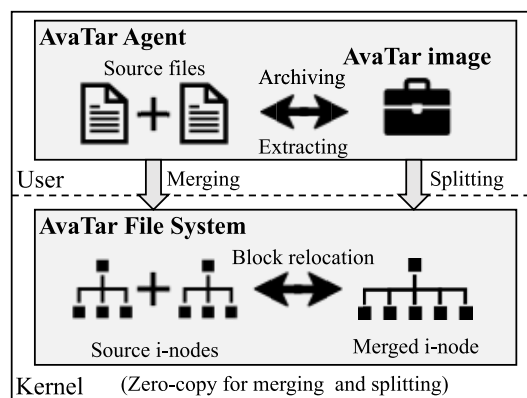 AvaTar Agent
Source files
Archiving
Extracting
AvaTar image
User
Merging
Splitting
AvaTar File System
Block relocation
Source i-nodes
Merged i-node
Kernel
(Zero-copy for merging and splitting)